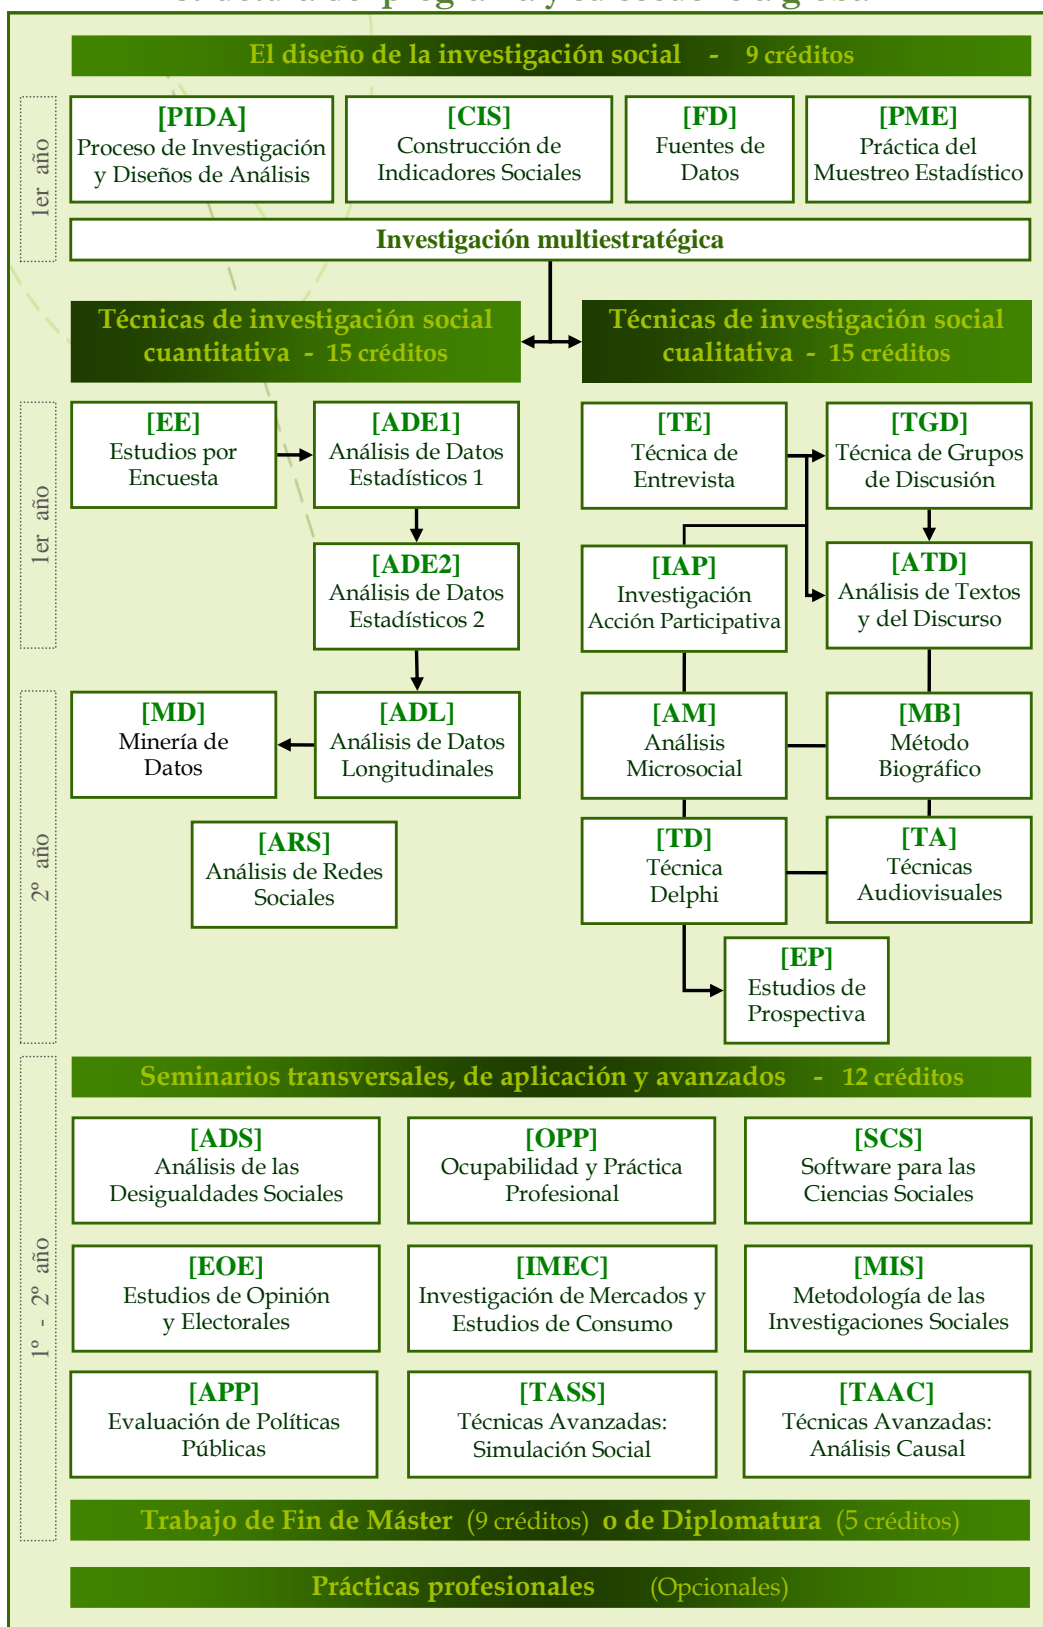 El diseño de la investigación social - 9 créditos
1er año
[PIDA]
Proceso de Investigación
y Diseños de Análisis
[CIS]
Construcción de
Indicadores Sociales
[FD]
Fuentes de
Datos
[PME]
Práctica del
Muestreo Estadístico
Investigación multiestratégica
Técnicas de investigación social
cuantitativa - 15 créditos
Técnicas de investigación social
cualitativa - 15 créditos
1er año
[EE]
Estudios por
Encuesta
[ADE1]
Análisis de Datos
Estadísticos 1
[TE]
Técnica de
Entrevista
[TGD]
Técnica de Grupos
de Discusión
[ADE2]
Análisis de Datos
Estadísticos 2
[IAP]
Investigación
Acción Participativa
[ATD]
Análisis de Textos
y del Discurso
2º año
[MD]
Minería de
Datos
[ADL]
Análisis de Datos
Longitudinales
[AM]
Análisis
Microsocial
[MB]
Método
Biográfico
[ARS]
Análisis de Redes
Sociales
[TD]
Técnica
Delphi
[TA]
Técnicas
Audiovisuales
[EP]
Estudios de
Prospectiva
1º - 2º año
Seminarios transversales, de aplicación y avanzados - 12 créditos
[ADS]
Análisis de las
Desigualdades Sociales
[OPP]
Ocupabilidad y Práctica
Profesional
[SCS]
Software para las
Ciencias Sociales
[EOE]
Estudios de Opinión
y Electorales
[IMEC]
Investigación de Mercados y
Estudios de Consumo
[MIS]
Metodología de las
Investigaciones Sociales
[APP]
Evaluación de Políticas
Públicas
[TASS]
Técnicas Avanzadas:
Simulación Social
[TAAC]
Técnicas Avanzadas:
Análisis Causal
Trabajo de Fin de Máster (9 créditos) o de Diplomatura (5 créditos)
Prácticas profesionales (Opcionales)